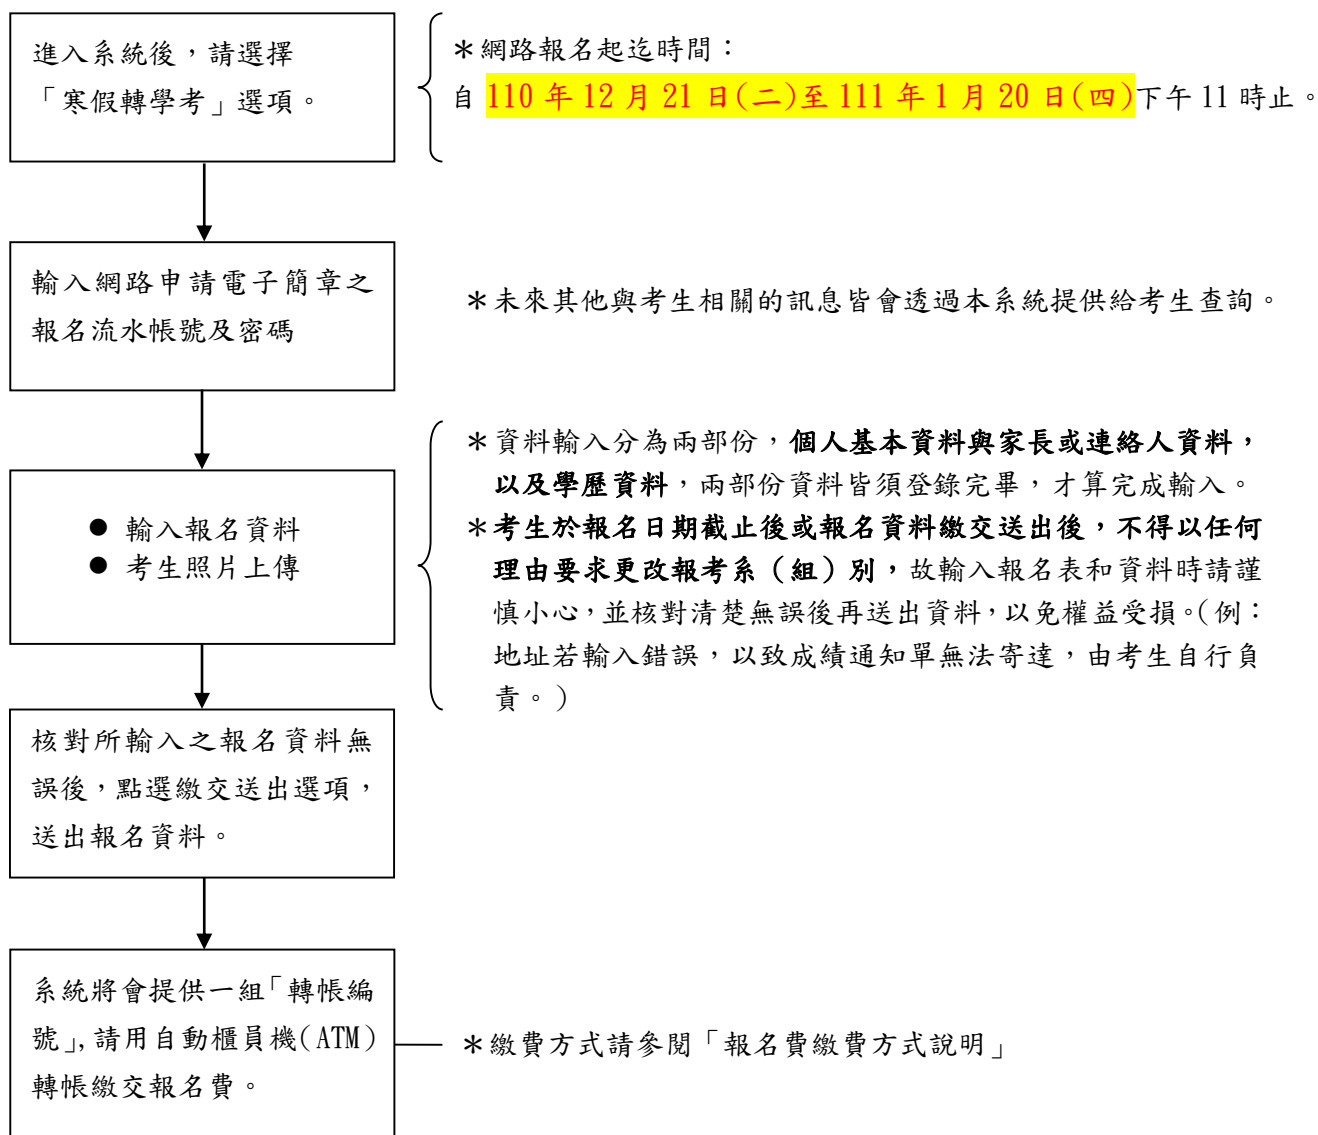 進入系統後，請選擇
「寒假轉學考」選項。
＊網路報名起迄時間：
自 110 年 12 月 21 日(二)至 111 年 1 月 20 日(四)下午 11 時止。
輸入網路申請電子簡章之
報名流水帳號及密碼
＊未來其他與考生相關的訊息皆會透過本系統提供給考生查詢。
● 輸入報名資料
● 考生照片上傳
＊資料輸入分為兩部份，個人基本資料與家長或連絡人資料，
以及學歷資料，兩部份資料皆須登錄完畢，才算完成輸入。
＊考生於報名日期截止後或報名資料繳交送出後，不得以任何
理由要求更改報考系（組）別，故輸入報名表和資料時請謹
慎小心，並核對清楚無誤後再送出資料，以免權益受損。(例：
地址若輸入錯誤，以致成績通知單無法寄達，由考生自行負
責。)
核對所輸入之報名資料無
誤後，點選繳交送出選項，
送出報名資料。
系統將會提供一組「轉帳編
號」,請用自動櫃員機(ATM)
轉帳繳交報名費。
＊繳費方式請參閱「報名費繳費方式說明」